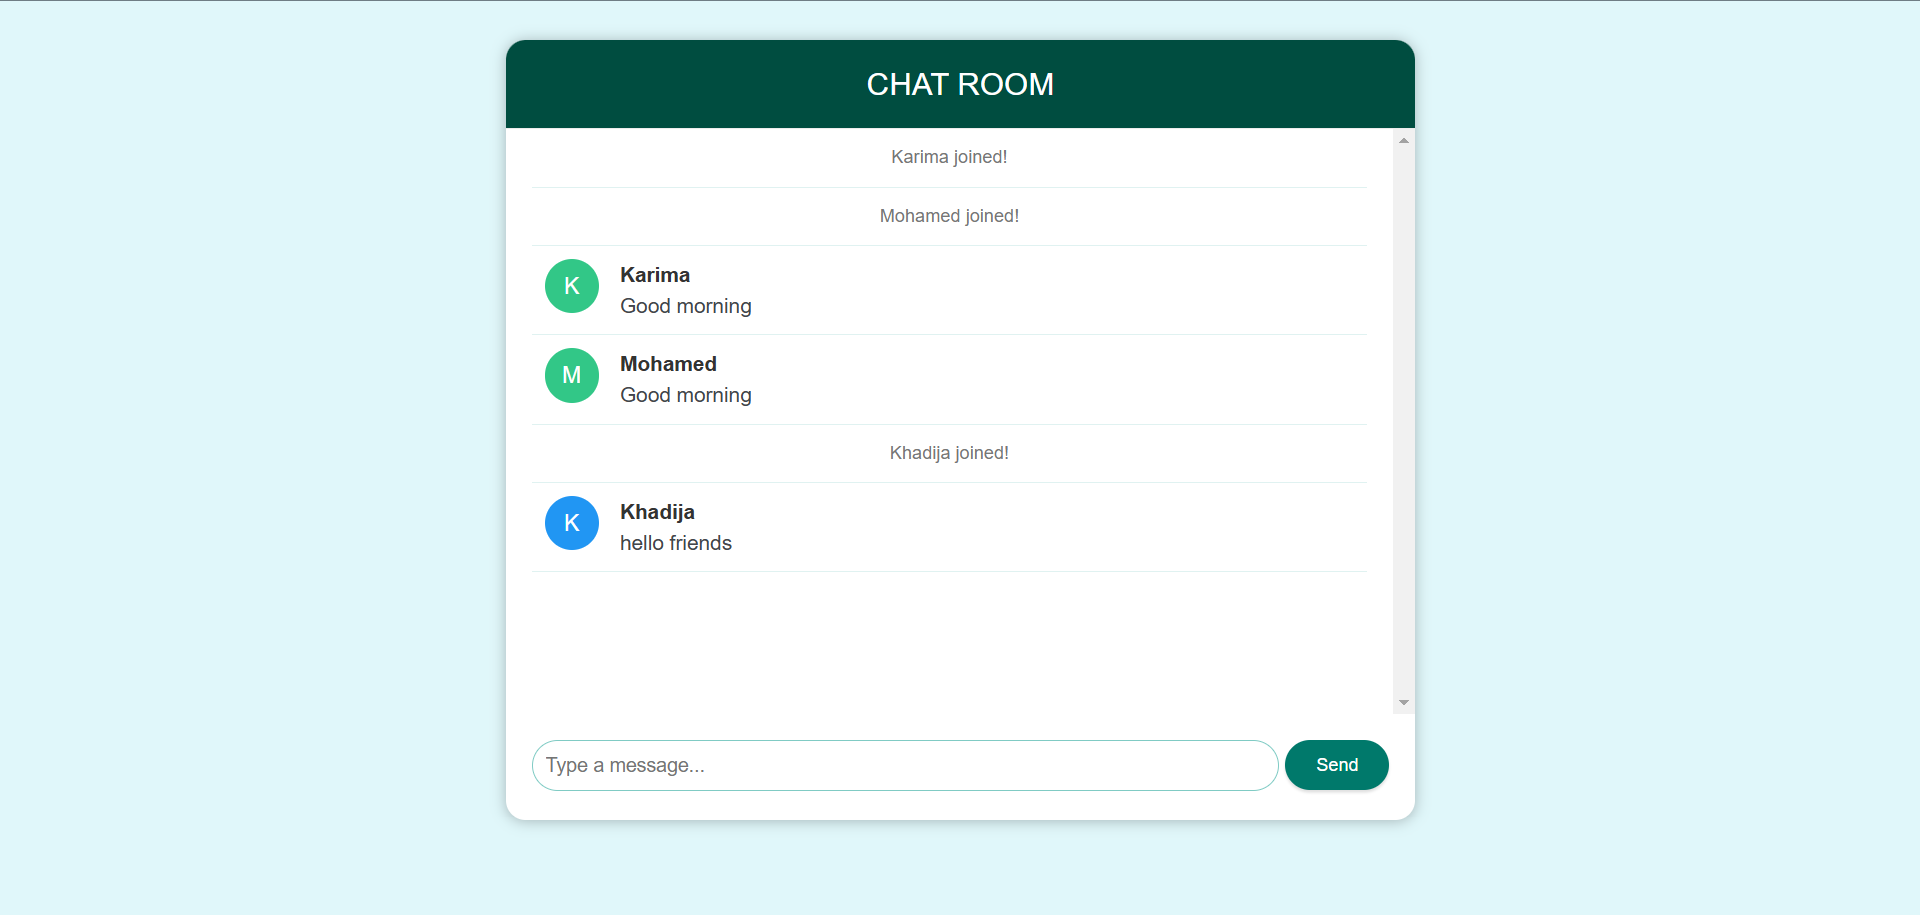 CHAT ROOM
Karima joined!
Mohamed joined!
K
Karima
Good morning
M
Mohamed
Good morning
Khadija joined!
K
Khadija
hello friends
Type a message...
Send